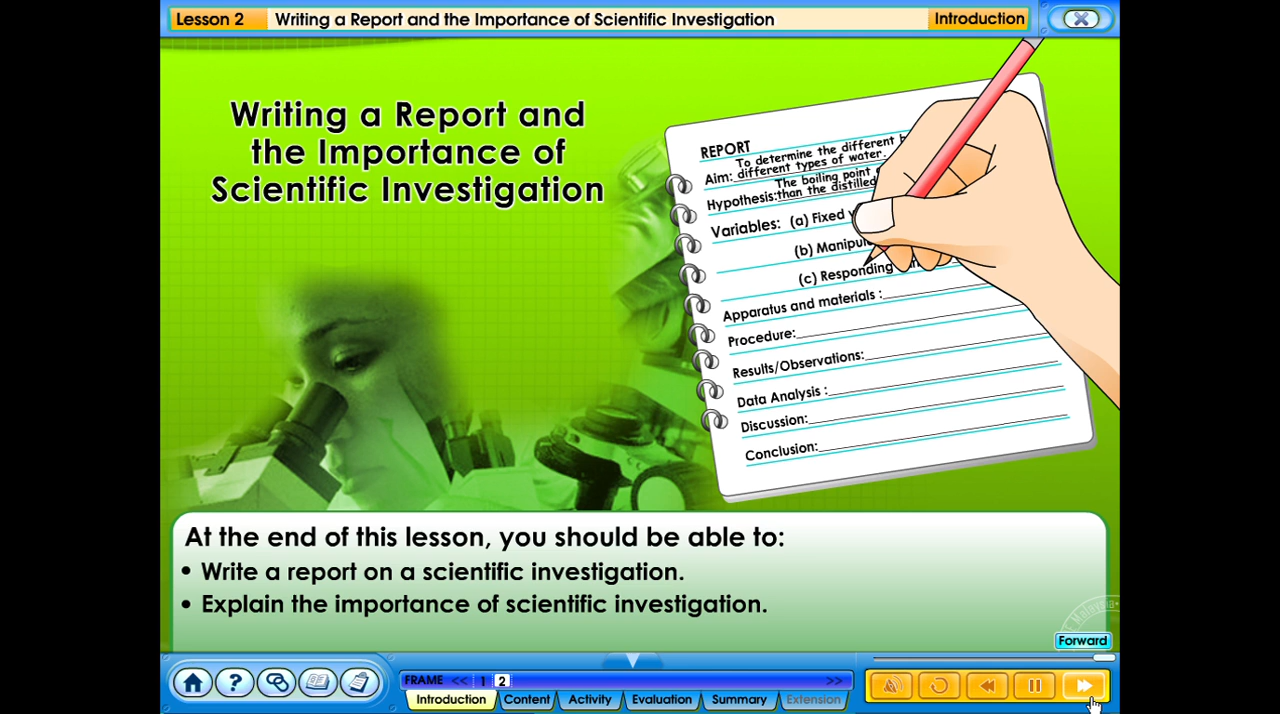 Lesson 2 Writing a Report and the Importance of Scientific Investigation Introduction
Writing a Report and
the Importance of
Scientific Investigation
REPORT
Aim: To determine the different
different types of water.
Hypothesis: The boiling point
than the distilled
Variables: (a) Fixed
(b) Manipul
(c) Responding
Apparatus and materials :
Procedure:
Results/Observations:
Data Analysis :
Discussion:
Conclusion:
At the end of this lesson, you should be able to:
• Write a report on a scientific investigation.
• Explain the importance of scientific investigation.
Malaysia
Forward
FRAME << 1 2 >>
Introduction Content Activity Evaluation Summary Extension